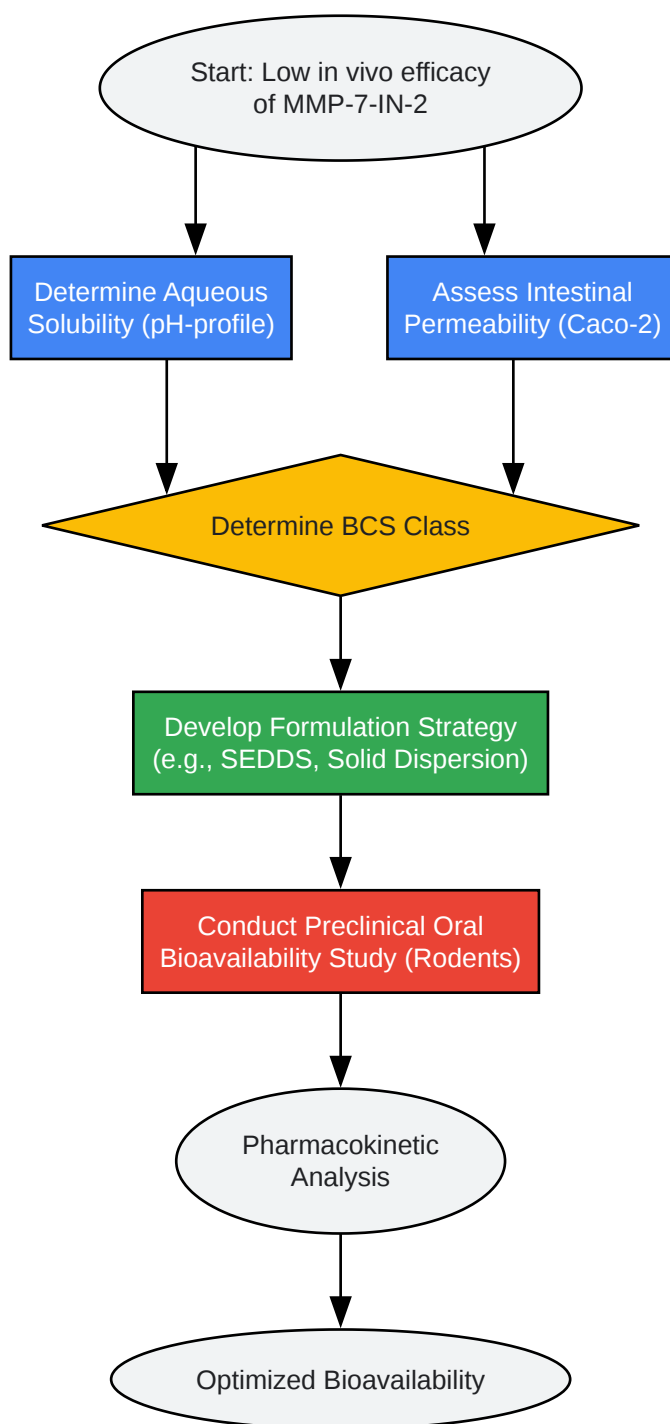 Start: Low in vivo efficacy
of MMP-7-IN-2
Determine Aqueous
Solubility (pH-profile)
Assess Intestinal
Permeability (Caco-2)
Determine BCS Class
Develop Formulation Strategy
(e.g., SEDDS, Solid Dispersion)
Conduct Preclinical Oral
Bioavailability Study (Rodents)
Pharmacokinetic
Analysis
Optimized Bioavailability